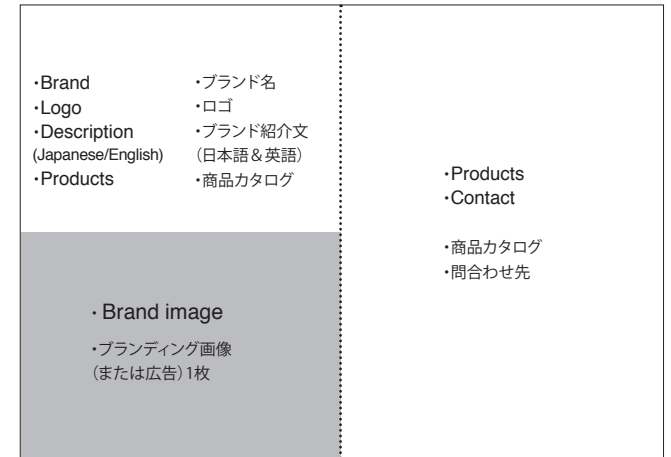 ・Brand
・Logo
・Description
(Japanese/English)
・Products
・ブランド名
・ロゴ
・ブランド紹介文
（日本語＆英語）
・商品カタログ
・Brand image
・ブランディング画像
（または広告）1枚
・Products
・Contact
・商品カタログ
・問合わせ先